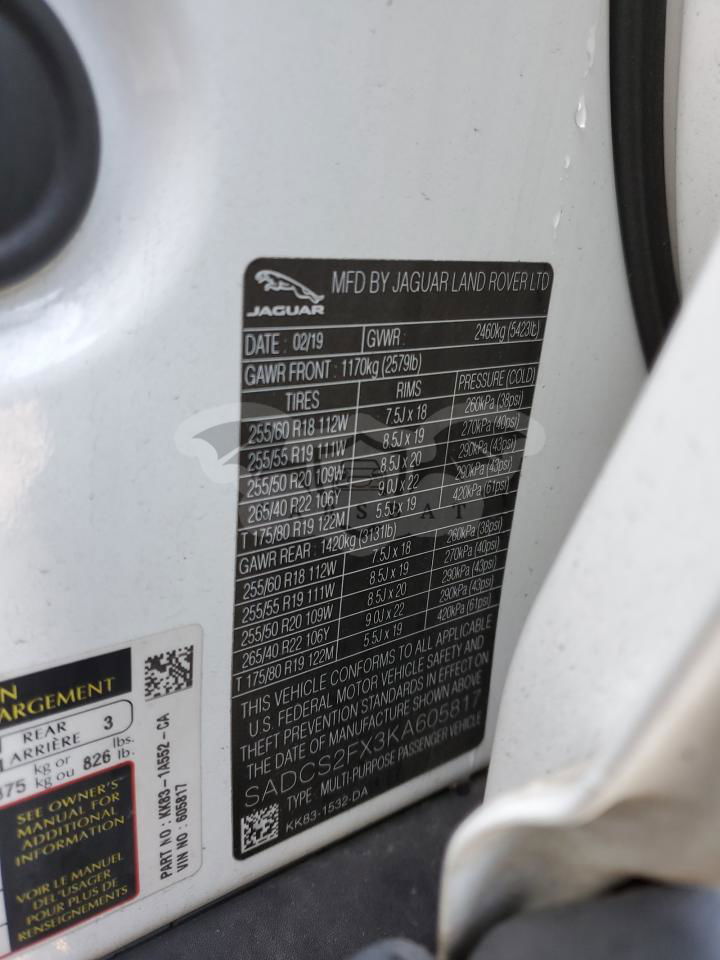 JAGUAR
MFD BY JAGUAR LAND ROVER LTD
DATE : 02/19 GVWR : 2460kg (5423lb)
GAWR FRONT : 1170kg (2579lb)
TIRES RIMS PRESSURE (COLD)
255/60 R18 112W 7.5J x 18 260kPa (38psi)
255/55 R19 111W 8.5J x 19 270kPa (40psi)
255/50 R20 109W 8.5J x 20 290kPa (43psi)
265/40 R22 106Y 9.0J x 22 290kPa (43psi)
T 175/80 R19 122M 5.5J x 19 420kPa (61psi)
GAWR REAR : 1420kg (3131lb)
255/60 R18 112W 7.5J x 18 260kPa (38psi)
255/55 R19 111W 8.5J x 19 270kPa (40psi)
255/50 R20 109W 8.5J x 20 290kPa (43psi)
265/40 R22 106Y 9.0J x 22 290kPa (43psi)
T 175/80 R19 122M 5.5J x 19 420kPa (61psi)
THIS VEHICLE CONFORMS TO ALL APPLICABLE
U.S. FEDERAL MOTOR VEHICLE SAFETY AND
THEFT PREVENTION STANDARDS IN EFFECT ON
THE DATE OF MANUFACTURE SHOWN ABOVE
SADCS2FX3KA605817
TYPE : MULTI-PURPOSE PASSENGER VEHICLE
KK83-1532-DA
ON
ARGEMENT
REAR 3
ARRIÈRE
375 kg or 826 lbs.
kg ou lb.
SEE OWNER'S
MANUAL FOR
ADDITIONAL
INFORMATION
VOIR LE MANUEL
DE L'USAGER
POUR PLUS DE
RENSEIGNEMENTS
PART NO : KK83-1A552-CA
VIN NO : 605817